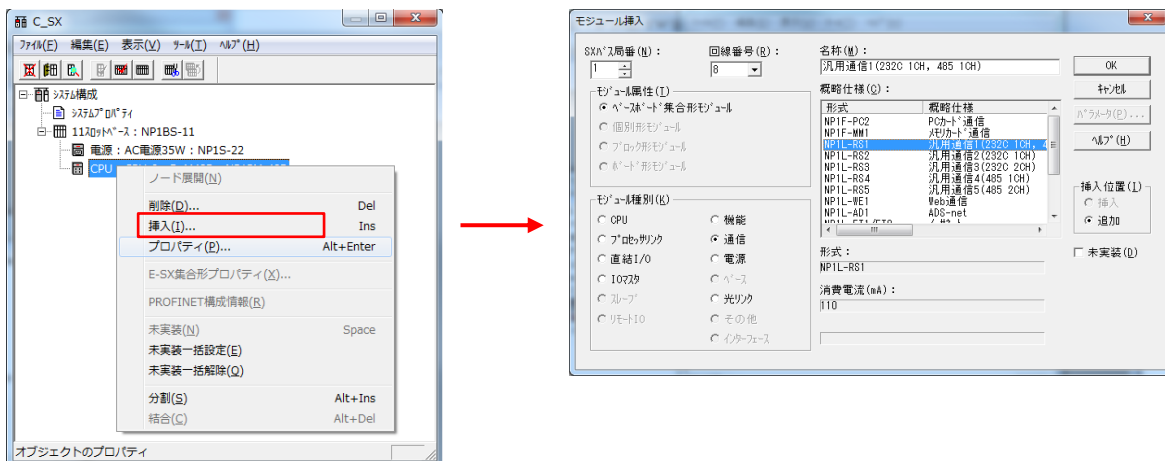 C_SX
ファイル(F) 編集(E) 表示(V) ツール(T) ヘルプ(H)
システム構成
システムプロパティ
11スロットベース：NP1BS-11
電源：AC電源35W：NP1S-22
CPU
ノード展開(N)
削除(D)... Del
挿入(I)... Ins
プロパティ(P)... Alt+Enter
E-SX集合形プロパティ(X)...
PROFINET構成情報(R)
未実装(N) Space
未実装一括設定(E)
未実装一括解除(Q)
分割(S) Alt+Ins
結合(C) Alt+Del
オブジェクトのプロパティ
モジュール挿入
SXバス局番(N)： 回線番号(R)： 名称(M)：
1 8 汎用通信1(232C 1CH, 485 1CH)
OK
キャンセル
パラメータ(P)...
ヘルプ(H)
モジュール属性(I)
ベースボード集合形モジュール
個別形モジュール
ブロック形モジュール
ボード形モジュール
概略仕様(C)：
形式 概略仕様
NP1F-PC2 PCカード通信
NP1F-MM1 メモリカード通信
NP1L-RS1 汎用通信1(232C 1CH, 4
NP1L-RS2 汎用通信2(232C 1CH)
NP1L-RS3 汎用通信3(232C 2CH)
NP1L-RS4 汎用通信4(485 1CH)
NP1L-RS5 汎用通信5(485 2CH)
NP1L-WE1 Web通信
NP1L-AD1 ADS-net
モジュール種別(K)
CPU 機能
プロセッサリンク 通信
直結I/O 電源
IOマスタ ベース
スレーブ 光リンク
リモートIO その他
インターフェース
形式：
NP1L-RS1
消費電流(mA)：
110
挿入位置(I)
挿入
追加
未実装(D)